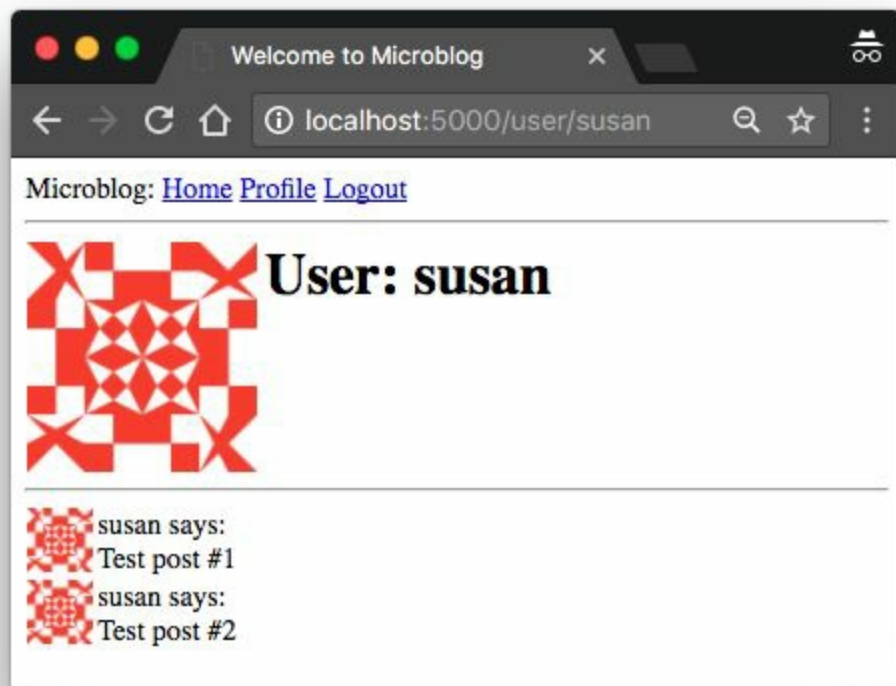 Welcome to Microblog
localhost:5000/user/susan
Microblog: Home Profile Logout
User: susan
susan says:
Test post #1
susan says:
Test post #2